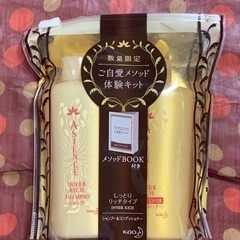 数量限定
ご自愛メソッド
体験キット
メソッドBOOK
付き
しっとり
リッチタイプ
INNER RICH
シャンプー&コンディショナー
Kao
ASIENCE
INNER
RICH
SHAMPOO